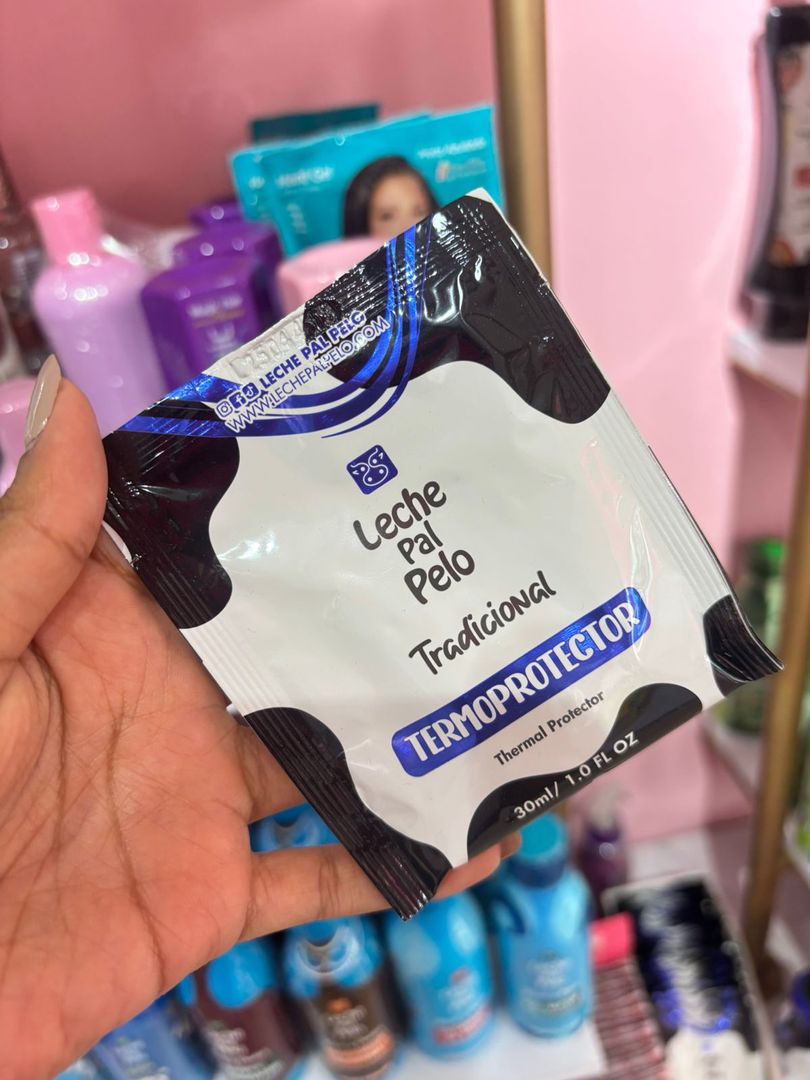 LECHE PAL PELO
WWW.LECHEPALPELO.COM
Leche
Pal
Pelo
Tradicional
TERMOPROTECTOR
Thermal Protector
30ml/ 1.0 FL OZ